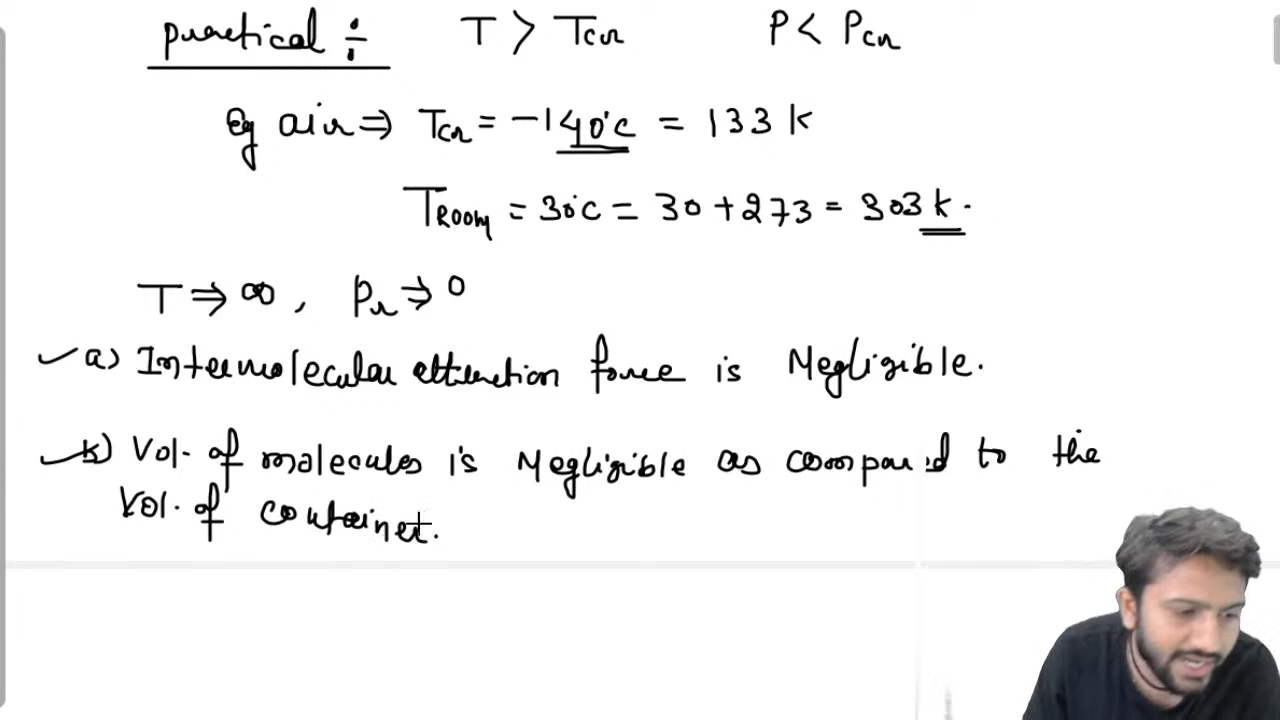 practical ÷ T > Tcr P < Pcr
Eg air ⇒ Tcr = -140°C = 133 k
TRoom = 30°C = 30 + 273 = 303 k.
T ⇒ ∞ , Pr ⇒ 0
a) Intermolecular attraction force is Negligible.
b) Vol. of molecules is Negligible as compared to the
Vol. of container.